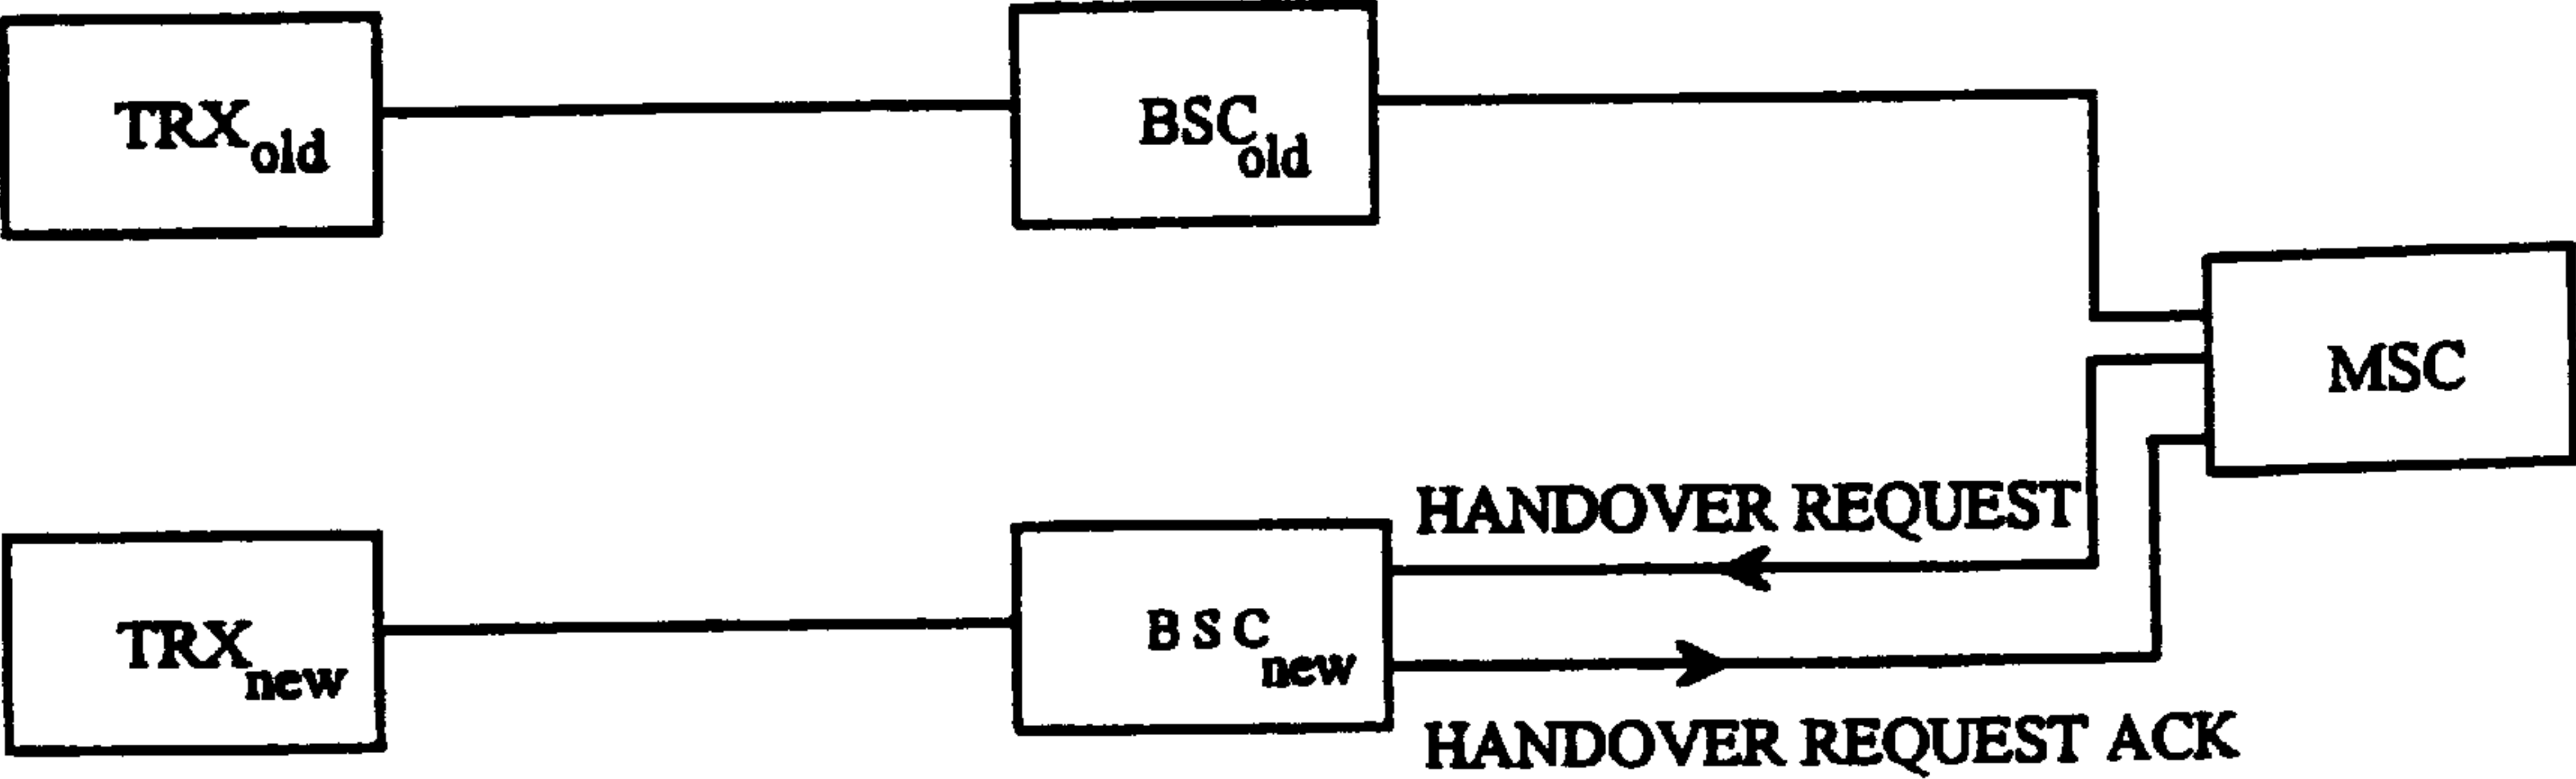 TRXold
BSCold
MSC
HANDOVER REQUEST
TRXnew
BSCnew
HANDOVER REQUEST ACK